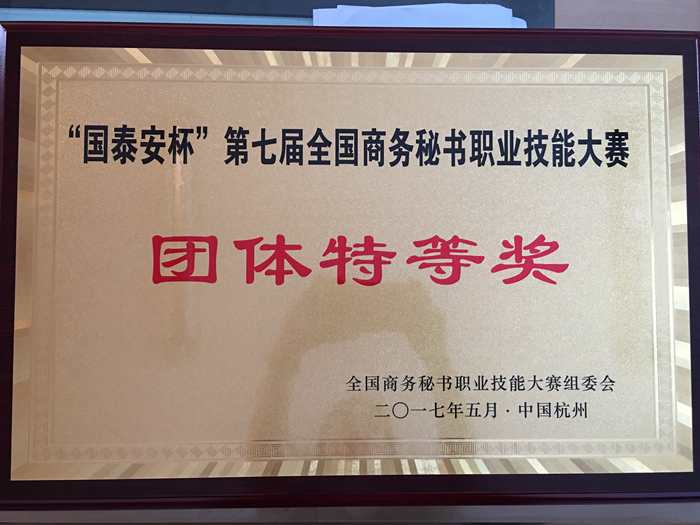 “国泰安杯”第七届全国商务秘书职业技能大赛
团体特等奖
全国商务秘书职业技能大赛组委会
二〇一七年五月·中国杭州